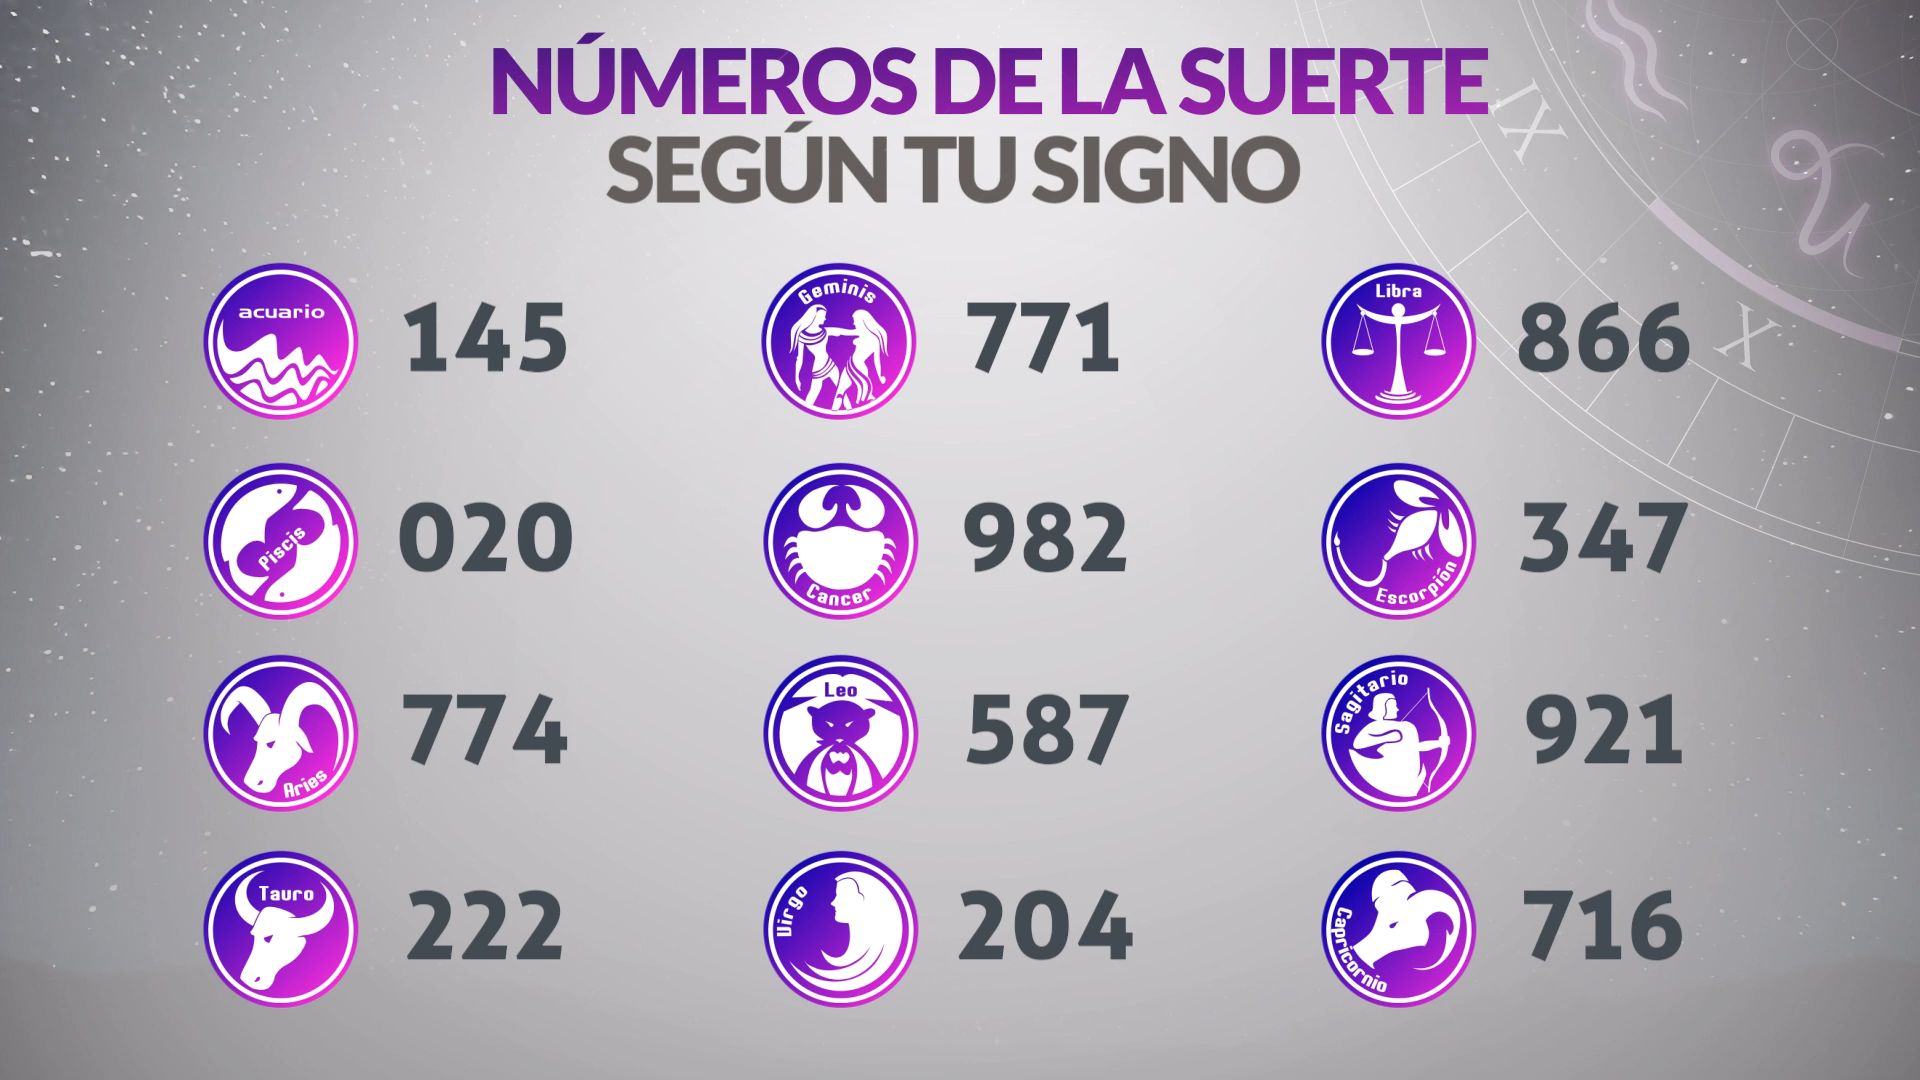 NÚMEROS DE LA SUERTE
SEGÚN TU SIGNO
acuario 145
Geminis 771
Libra 866
Piscis 020
Cancer 982
Escorpión 347
Aries 774
Leo 587
Sagitario 921
Tauro 222
Virgo 204
Capricornio 716
IX
X